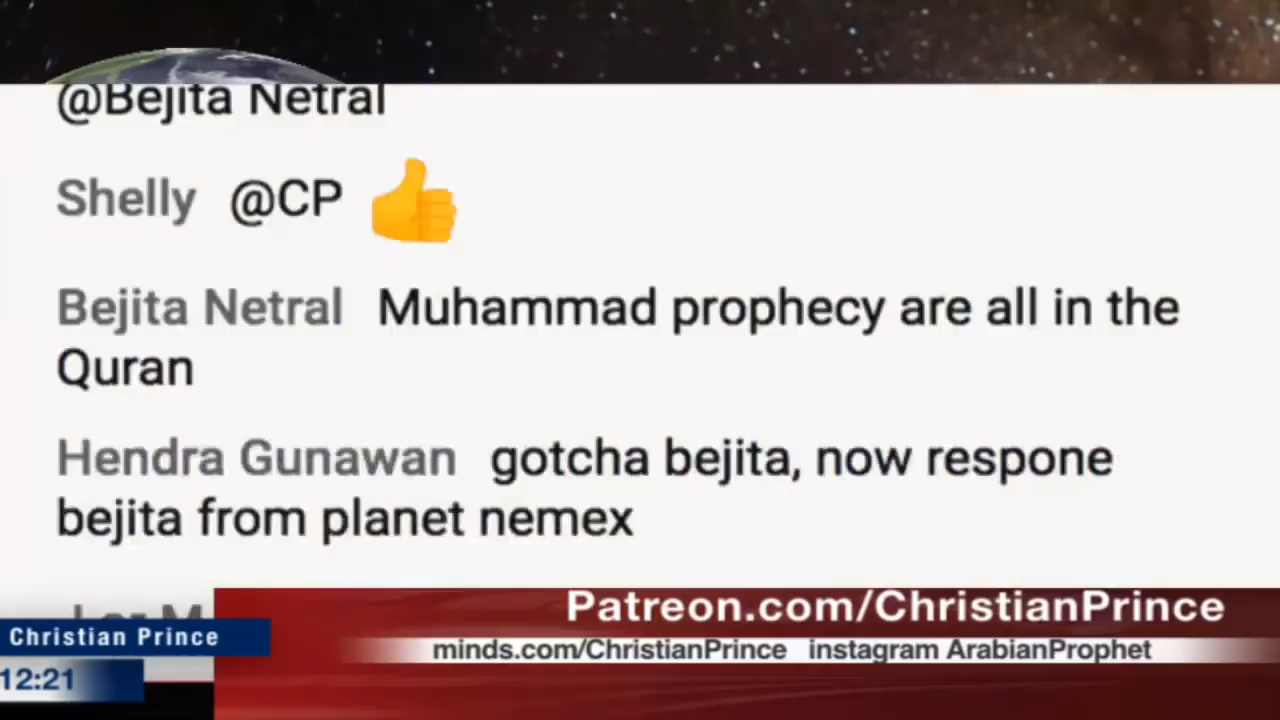 @Bejita Netral
Shelly @CP 👍
Bejita Netral Muhammad prophecy are all in the
Quran
Hendra Gunawan gotcha bejita, now respone
bejita from planet nemex
Patreon.com/ChristianPrince
Christian Prince
minds.com/ChristianPrince instagram ArabianProphet
12:21